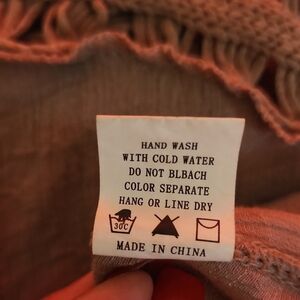 HAND WASH
WITH COLD WATER
DO NOT BLBACH
COLOR SEPARATE
HANG OR LINE DRY
30C
MADE IN CHINA